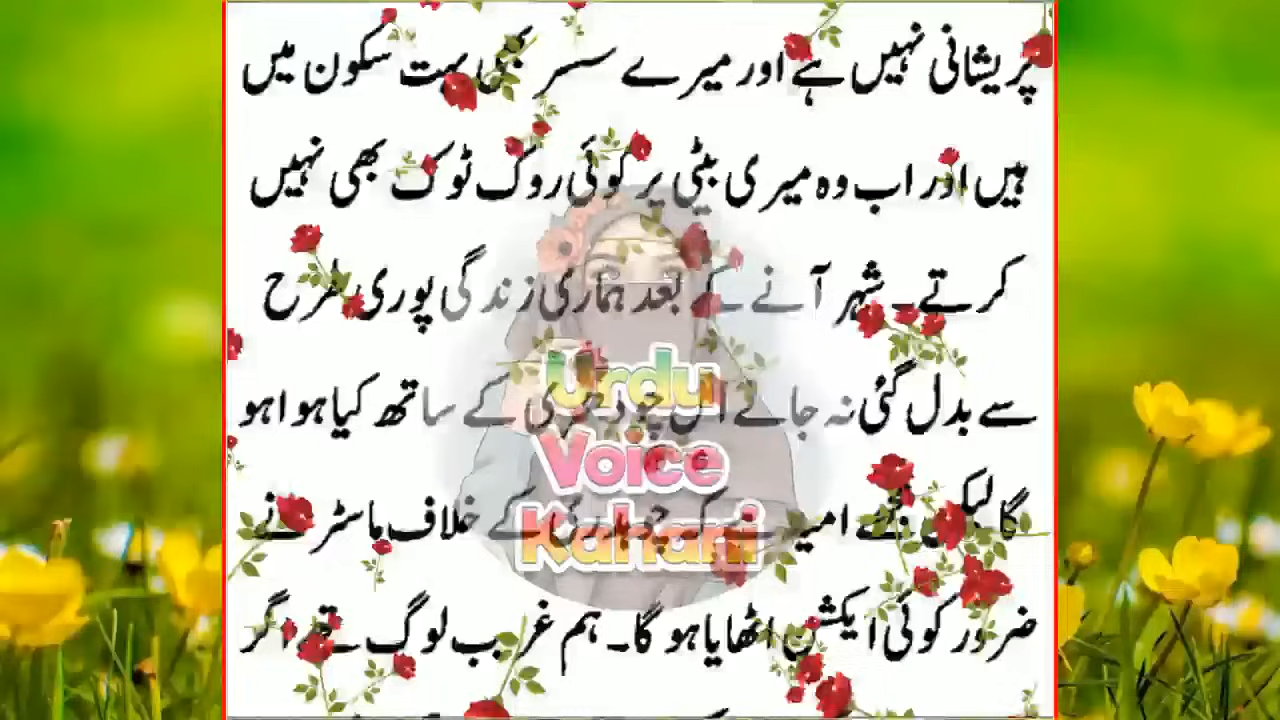 پریشانی نہیں ہے اور میرے سسر بھی بہت سکون میں
ہیں اور اب وہ میری بیٹی پر کوئی روک ٹوک بھی نہیں
کرتے۔ شہر آنے کے بعد ہماری زندگی پوری طرح
سے بدل گئی نہ جانے اس چودھری کے ساتھ کیا ہوا ہو
گا لیکن مجھے امید ہے کہ چوہدری کے خلاف ماسٹر نے
ضرور کوئی ایکشن اٹھایا ہو گا۔ ہم غریب لوگ تھے اگر
Urdu
Voice
Kahani